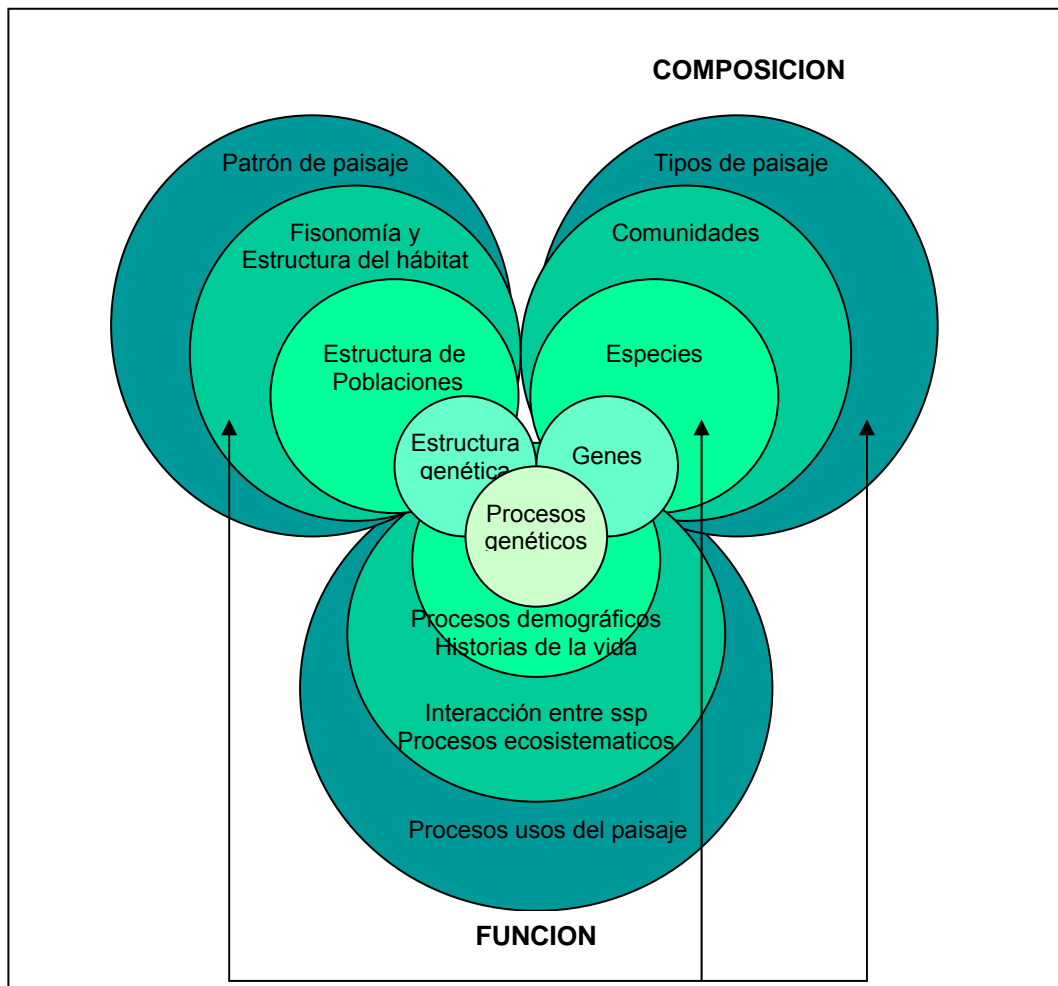 COMPOSICION
Patrón de paisaje
Tipos de paisaje
Fisonomía y
Estructura del hábitat
Comunidades
Estructura de
Poblaciones
Especies
Estructura
genética
Genes
Procesos
genéticos
Procesos demográficos
Historias de la vida
Interacción entre ssp
Procesos ecosistematicos
Procesos usos del paisaje
FUNCION